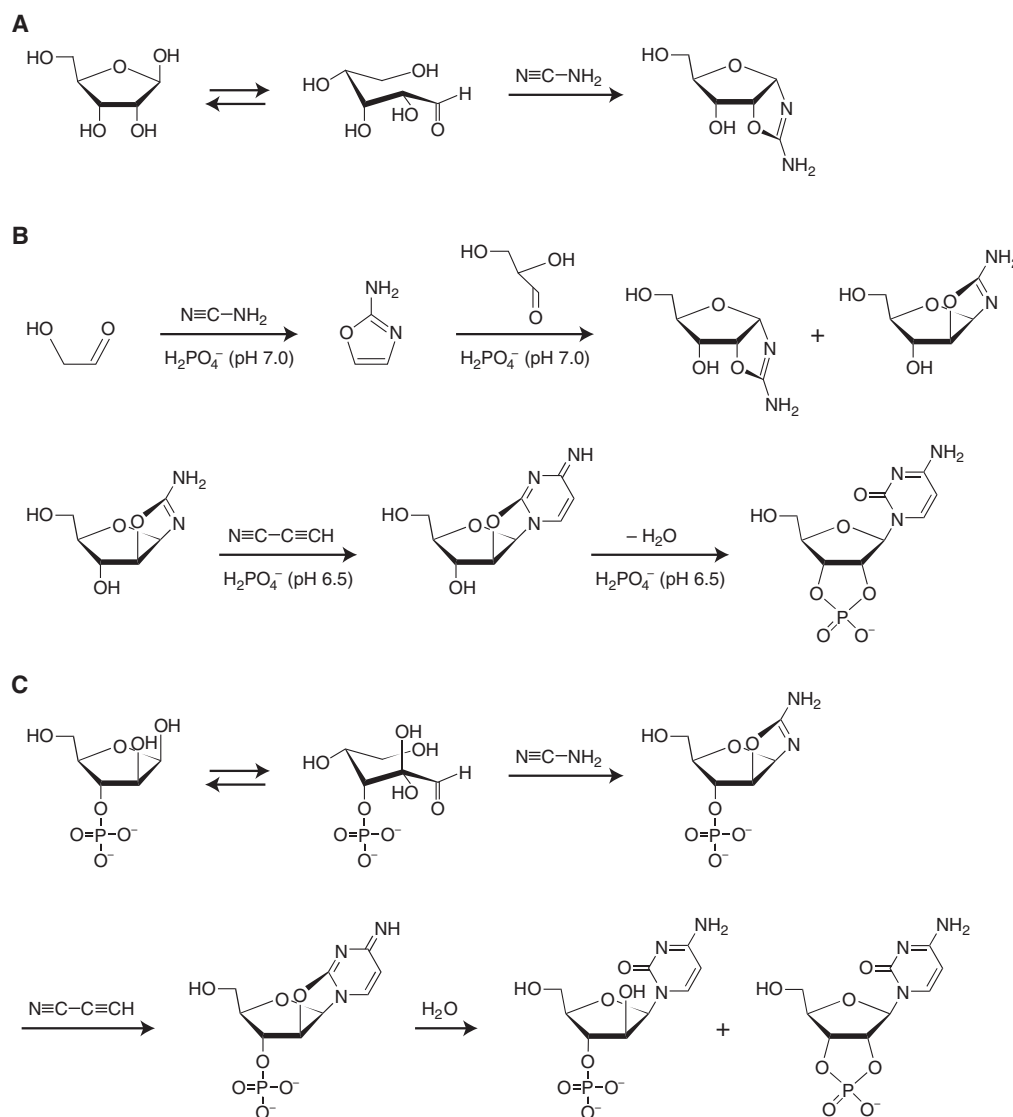 A
HO
O
OH
HO OH
HO
OH
HO
HO
H
O
N≡C–NH₂
HO
O
N
OH
O
NH₂
B
HO
O
N≡C–NH₂
H₂PO₄⁻ (pH 7.0)
NH₂
O
N
HO
OH
O
H₂PO₄⁻ (pH 7.0)
HO
O
N
OH
O
NH₂
+
NH₂
HO
O
O
N
OH
NH₂
HO
O
O
N
OH
N≡C–C≡CH
H₂PO₄⁻ (pH 6.5)
NH
N
HO
O
O
N
OH
– H₂O
H₂PO₄⁻ (pH 6.5)
NH₂
N
O
N
HO
O
O
O
P
O
O⁻
C
OH
HO
O
OH
O
O=P–O⁻
O⁻
OH
HO
OH
HO
H
O
O
O=P–O⁻
O⁻
N≡C–NH₂
NH₂
HO
O
O
N
O
O=P–O⁻
O⁻
N≡C–C≡CH
NH
N
HO
O
O
N
O
O=P–O⁻
O⁻
H₂O
NH₂
N
O
N
HO
O
OH
O
O=P–O⁻
O⁻
+
NH₂
N
O
N
HO
O
O
O
P
O
O⁻